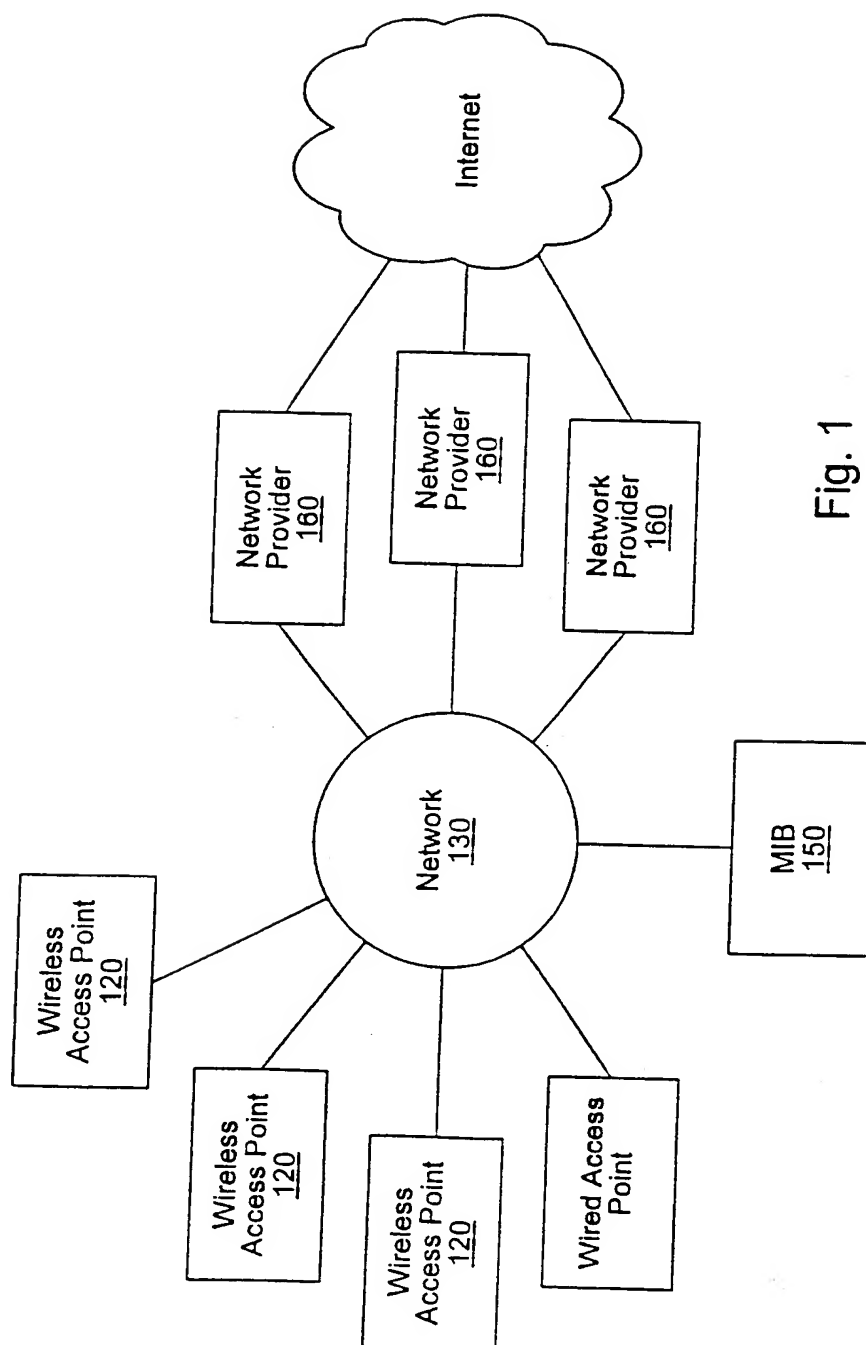 Wireless
Access Point
120
Wireless
Access Point
120
Wireless
Access Point
120
Wired Access
Point
Network
130
MIB
150
Network
Provider
160
Network
Provider
160
Network
Provider
160
Internet
Fig. 1